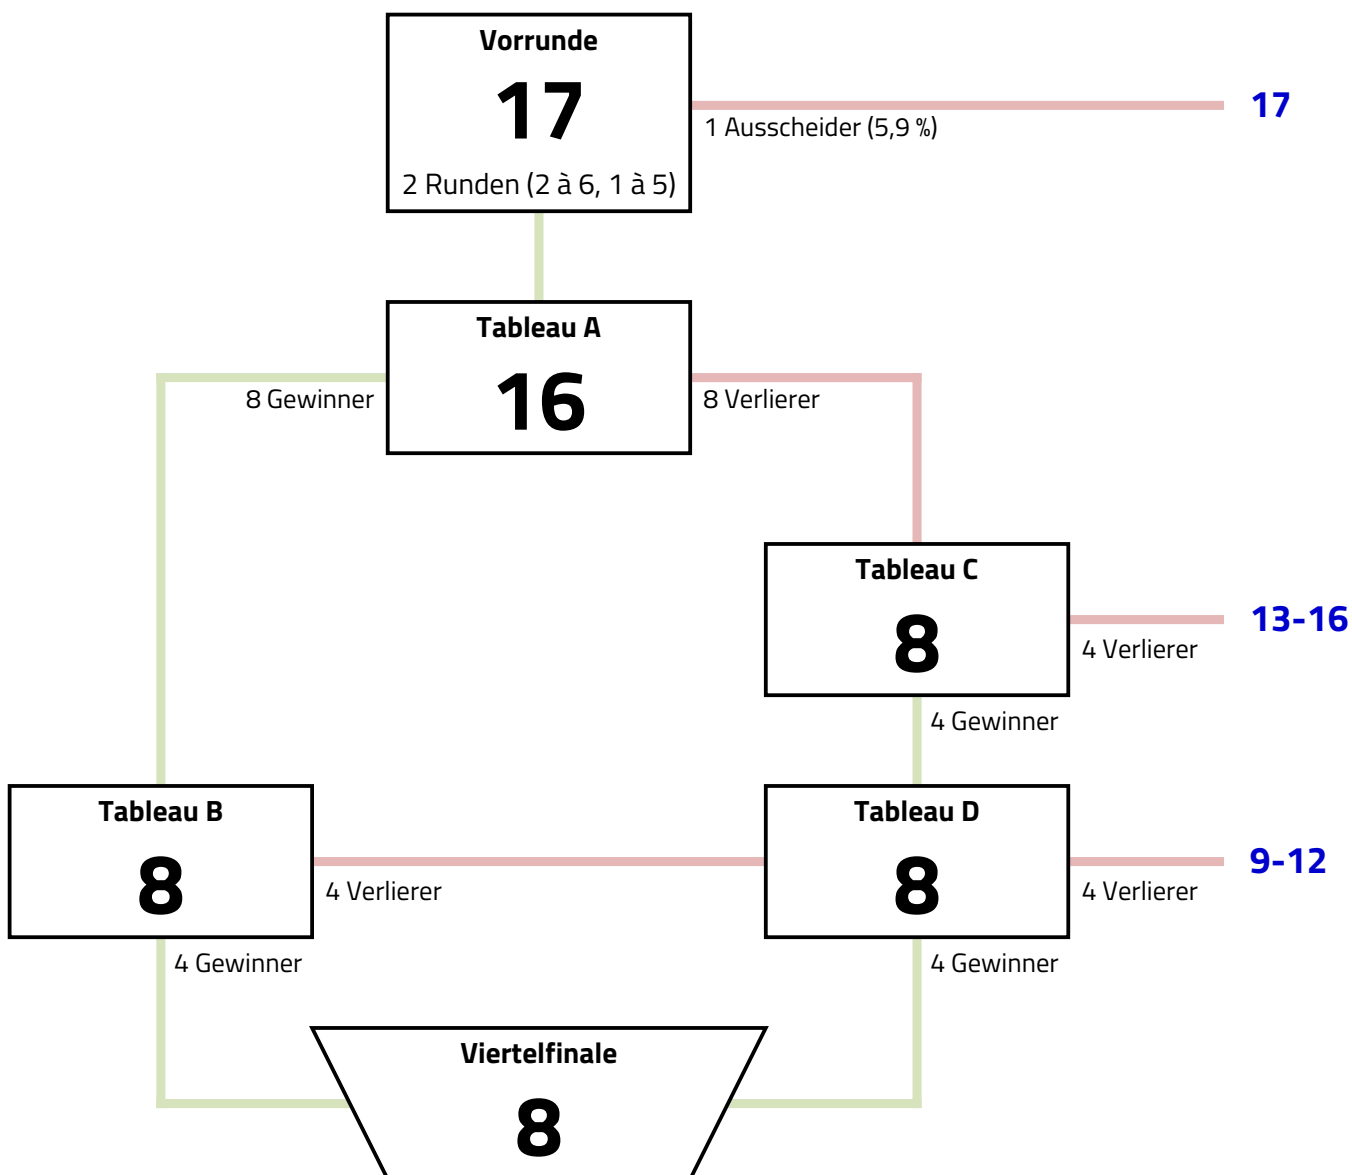 Vorrunde
17
2 Runden (2 à 6, 1 à 5)
1 Ausscheider (5,9 %)
17
Tableau A
16
8 Gewinner
8 Verlierer
Tableau C
8
4 Verlierer
13-16
4 Gewinner
Tableau B
8
4 Verlierer
4 Gewinner
Tableau D
8
4 Verlierer
9-12
4 Gewinner
Viertelfinale
8